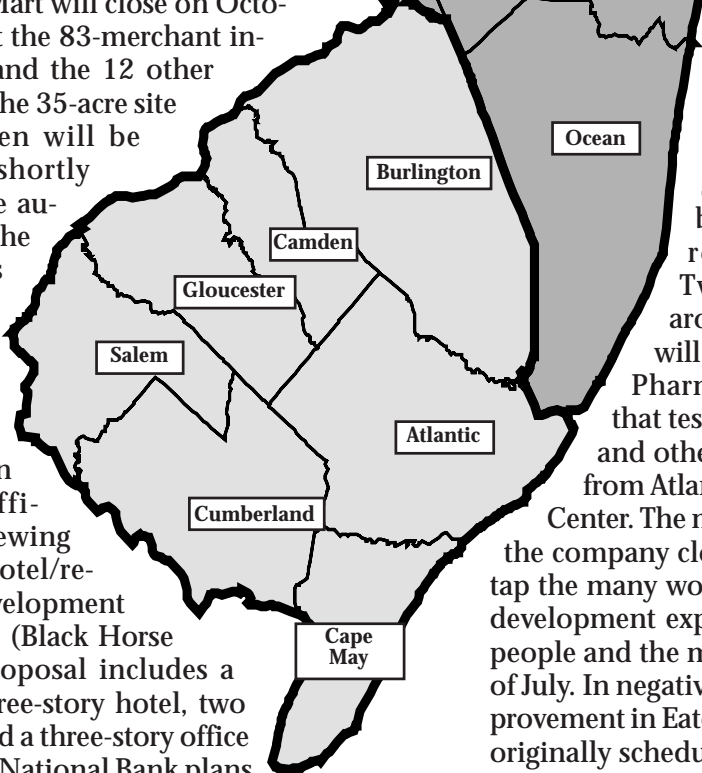 Mart will close on Octo-
t the 83-merchant in-
and the 12 other
he 35-acre site
en will be
shortly
e au-
he
s
n
ffi-
ewing
otel/re-
velopment
(Black Horse
oposal includes a
ree-story hotel, two
d a three-story office
National Bank plans
Ocean
Burlington
Camden
Gloucester
Salem
Atlantic
Cumberland
Cape
May
b
r
Tw
aro
will
Pharm
that tes
and othe
from Atlan
Center. The n
the company clo
tap the many wo
development exp
people and the m
of July. In negativ
provement in Eato
originally schedu